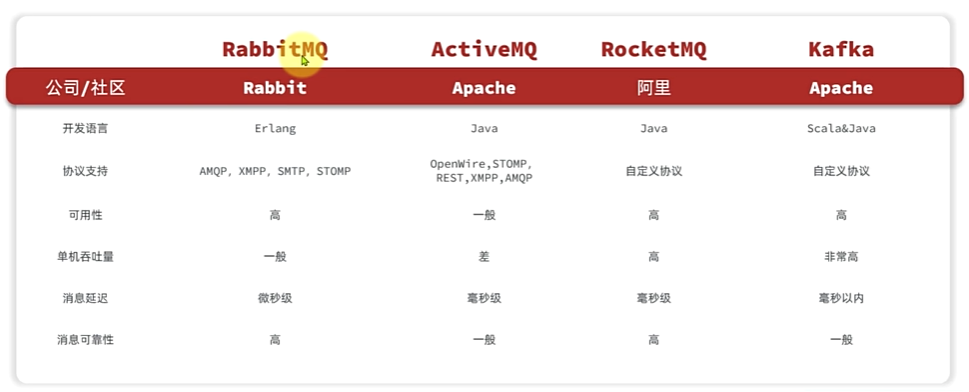 RabbitMQ ActiveMQ RocketMQ Kafka
公司/社区 Rabbit Apache 阿里 Apache
开发语言 Erlang Java Java Scala&Java
协议支持 AMQP, XMPP, SMTP, STOMP OpenWire,STOMP, REST,XMPP,AMQP 自定义协议 自定义协议
可用性 高 一般 高 高
单机吞吐量 一般 差 高 非常高
消息延迟 微秒级 毫秒级 毫秒级 毫秒以内
消息可靠性 高 一般 高 一般